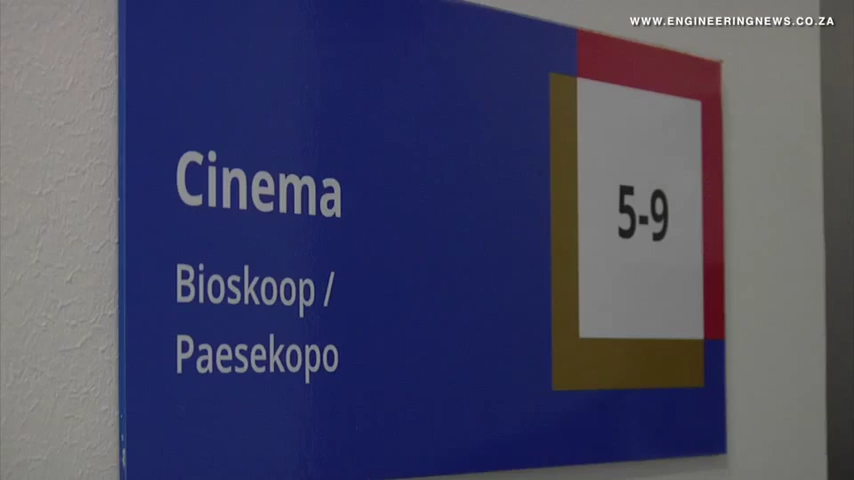 WWW.ENGINEERINGNEWS.CO.ZA
Cinema
5-9
Bioskoop /
Paesekopo